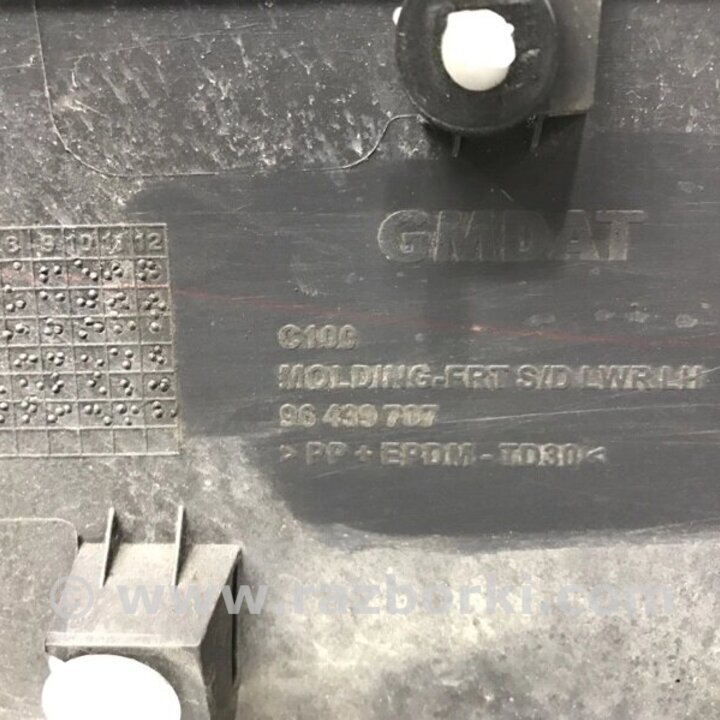 GMDAT
8 9 10 11 12
C100
MOLDING-FRT S/D LWR LH
96 439 707
>PP + EPDM - TD30<
© www.razborki.com